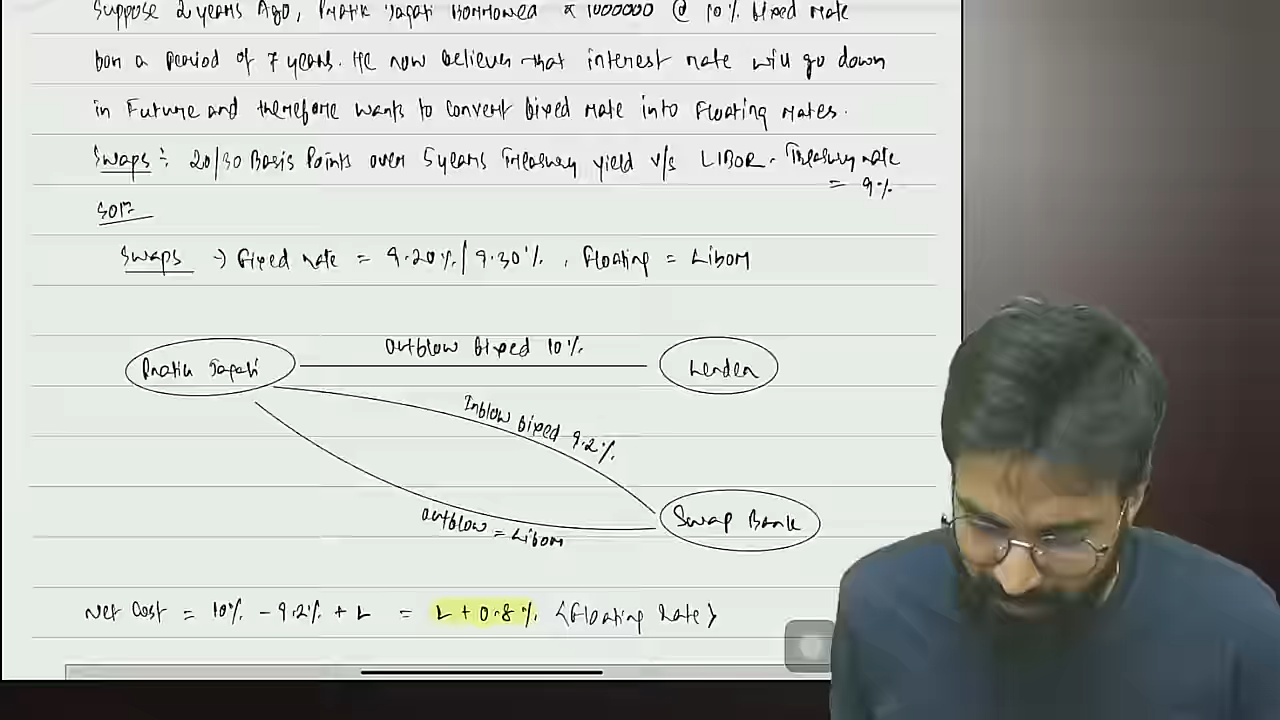 Suppose 2 years Ago, Pratik Jagati Borrowed ₹ 1000000 @ 10% fixed rate
for a period of 7 years. He now believes that interest rate will go down
in Future and therefore wants to convert fixed rate into Floating rates.
Swaps :- 20/30 Basis Points over 5years Treasury yield v/s LIBOR. Treasury rate
= 9%
Sol?
Swaps → fixed rate = 9.20% / 9.30%, floating = Libor
Pratik Jagati
outflow fixed 10%
Lender
Inflow fixed 9.2%
outflow = Libor
Swap Bank
Net Cost = 10% - 9.2% + L = L + 0.8% (Floating Rate)